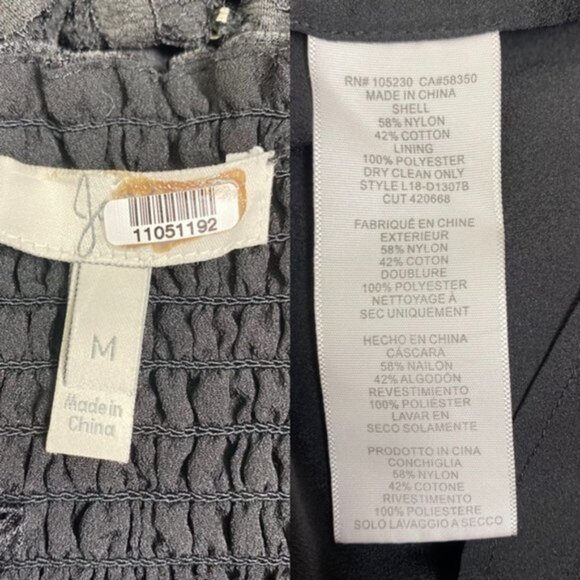 11051192
M
Made in
China
RN# 105230 CA#58350
MADE IN CHINA
SHELL
58% NYLON
42% COTTON
LINING
100% POLYESTER
DRY CLEAN ONLY
STYLE L18-D1307B
CUT 420668
FABRIQUÉ EN CHINE
EXTERIEUR
58% NYLON
42% COTON
DOUBLURE
100% POLYESTER
NETTOYAGE À
SEC UNIQUEMENT
HECHO EN CHINA
CÁSCARA
58% NAILON
42% ALGODÓN
REVESTIMIENTO
100% POLIÉSTER
LAVAR EN
SECO SOLAMENTE
PRODOTTO IN CINA
CONCHIGLIA
58% NYLON
42% COTONE
RIVESTIMENTO
100% POLIESTERE
SOLO LAVAGGIO A SECCO